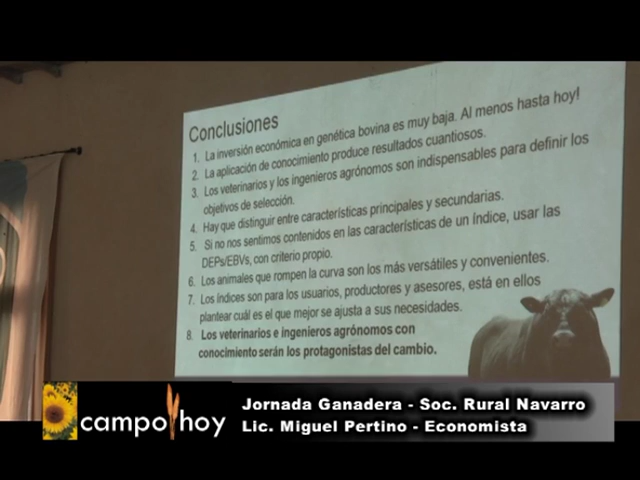 Conclusiones
1. La inversión económica en genética bovina es muy baja. Al menos hasta hoy!
2. La aplicación de conocimiento produce resultados cuantiosos.
3. Los veterinarios y los ingenieros agrónomos son indispensables para definir los
objetivos de selección.
4. Hay que distinguir entre características principales y secundarias.
5. Si no nos sentimos contenidos en las características de un índice, usar las
DEPs/EBVs, con criterio propio.
6. Los animales que rompen la curva son los más versátiles y convenientes.
7. Los índices son para los usuarios, productores y asesores, está en ellos
plantear cuál es el que mejor se ajusta a sus necesidades.
8. Los veterinarios e ingenieros agrónomos con
conocimiento serán los protagonistas del cambio.
campo hoy
Jornada Ganadera - Soc. Rural Navarro
Lic. Miguel Pertino - Economista